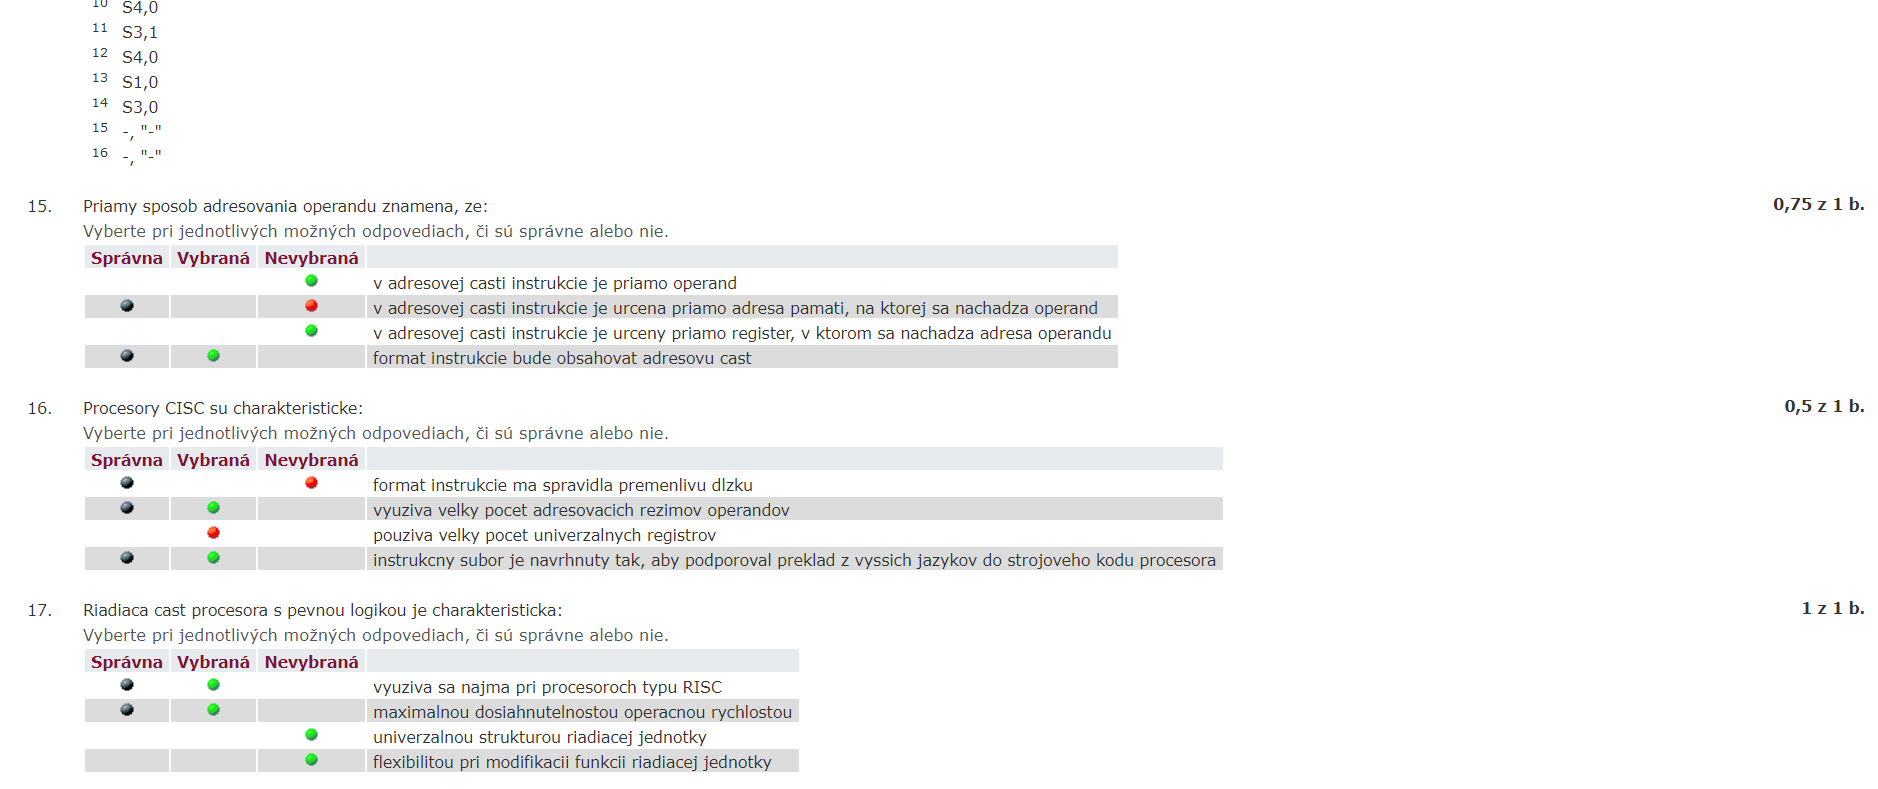 10 S4,0
11 S3,1
12 S4,0
13 S1,0
14 S3,0
15 -, "-"
16 -, "-"
15. Priamy sposob adresovania operandu znamena, ze: 0,75 z 1 b.
Vyberte pri jednotlivých možných odpovediach, či sú správne alebo nie.
Správna Vybraná Nevybraná
v adresovej casti instrukcie je priamo operand
v adresovej casti instrukcie je urcena priamo adresa pamati, na ktorej sa nachadza operand
v adresovej casti instrukcie je urceny priamo register, v ktorom sa nachadza adresa operandu
format instrukcie bude obsahovat adresovu cast
16. Procesory CISC su charakteristicke: 0,5 z 1 b.
Vyberte pri jednotlivých možných odpovediach, či sú správne alebo nie.
Správna Vybraná Nevybraná
format instrukcie ma spravidla premenlivu dlzku
vyuziva velky pocet adresovacich rezimov operandov
pouziva velky pocet univerzalnych registrov
instrukcny subor je navrhnuty tak, aby podporoval preklad z vyssich jazykov do strojoveho kodu procesora
17. Riadiaca cast procesora s pevnou logikou je charakteristicka: 1 z 1 b.
Vyberte pri jednotlivých možných odpovediach, či sú správne alebo nie.
Správna Vybraná Nevybraná
vyuziva sa najma pri procesoroch typu RISC
maximalnou dosiahnutelnostou operacnou rychlostou
univerzalnou strukturou riadiacej jednotky
flexibilitou pri modifikacii funkcii riadiacej jednotky